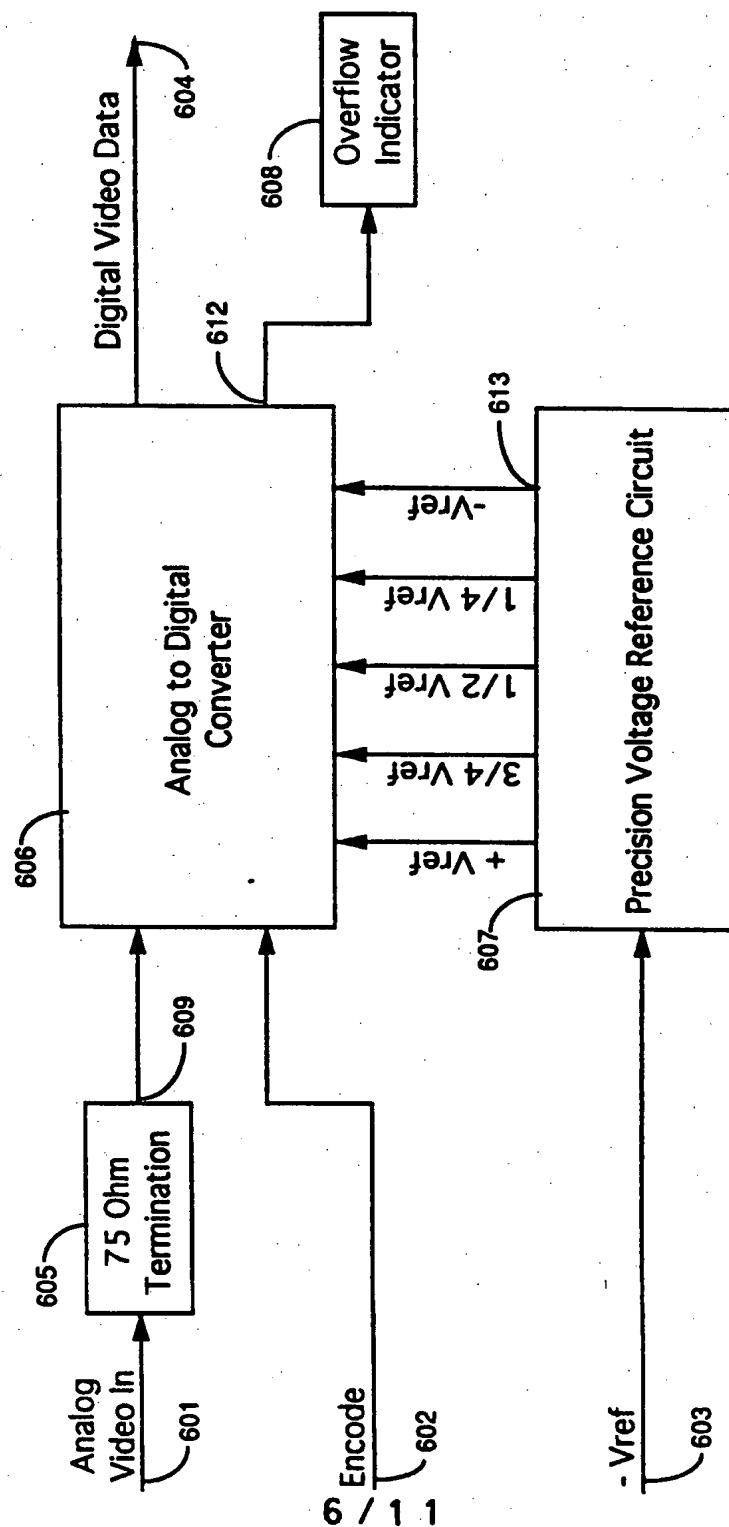 Analog
Video In
601
605
75 Ohm
Termination
609
606
Analog to Digital
Converter
Digital Video Data
604
612
608
Overflow
Indicator
Encode
602
+ Vref
3/4 Vref
1/2 Vref
1/4 Vref
-Vref
613
607
Precision Voltage Reference Circuit
- Vref
603
6 / 1 1